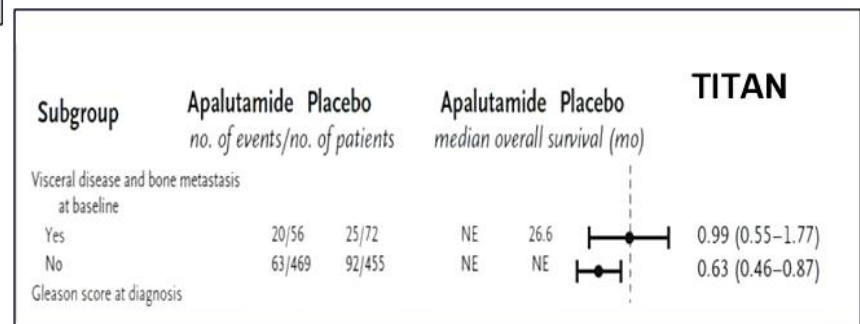 TITAN
Subgroup Apalutamide Placebo Apalutamide Placebo
no. of events/no. of patients median overall survival (mo)
Visceral disease and bone metastasis
at baseline
Yes 20/56 25/72 NE 26.6 0.99 (0.55–1.77)
No 63/469 92/455 NE NE 0.63 (0.46–0.87)
Gleason score at diagnosis